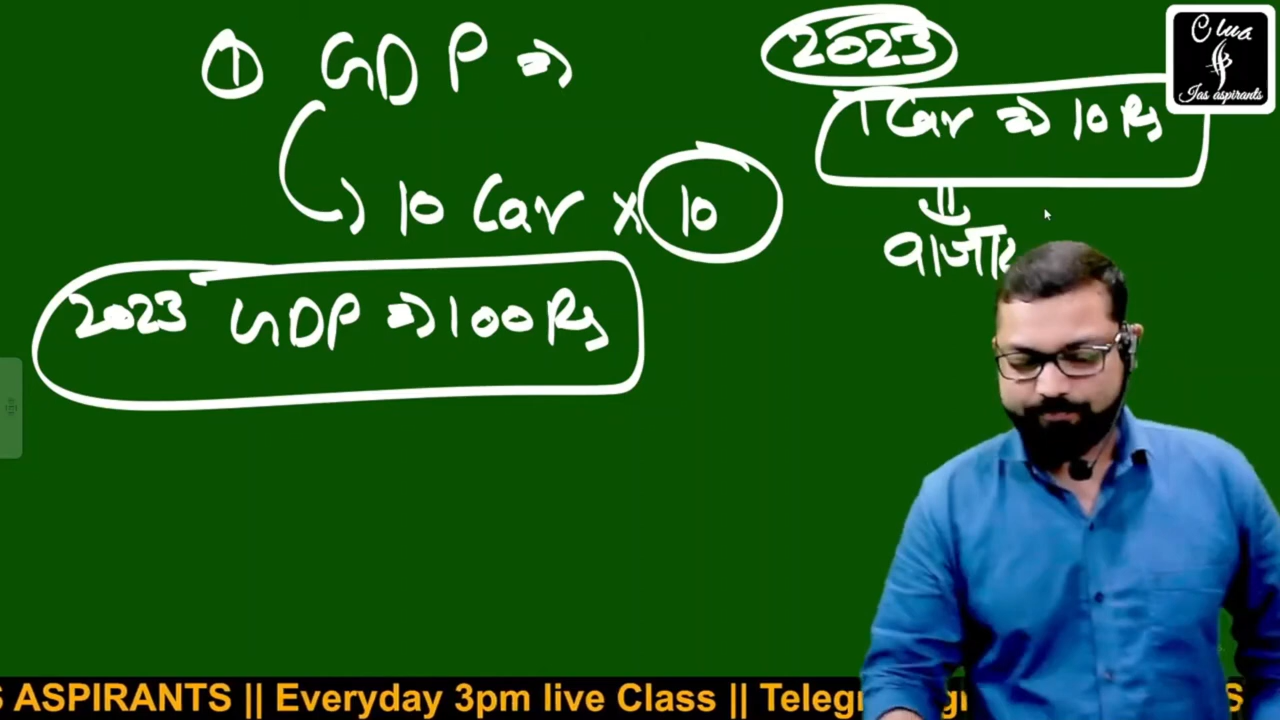 ① GDP ⇒
2023
1 Car ⇒ 10 Rs
10 Car × 10
2023 GDP ⇒ 100 Rs
Clua
Ias aspirants
S ASPIRANTS || Everyday 3pm live Class || Telegr